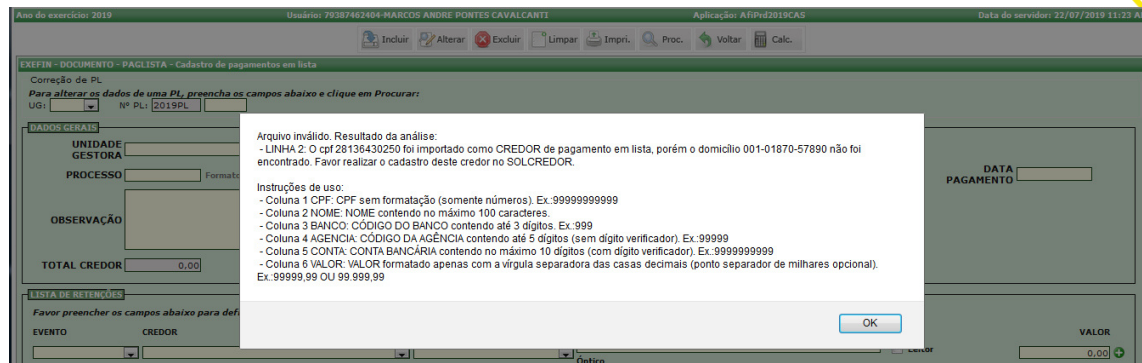 Ano do exercício: 2019 Usuário: 79387462404-MARCOS ANDRE PONTES CAVALCANTI Aplicação: AfiPrd2019CAS Data do servidor: 22/07/2019 11:23
Incluir Alterar Excluir Limpar Impri. Proc. Voltar Calc.
EXEFIN - DOCUMENTO - PAGLISTA - Cadastro de pagamentos em lista
Correção de PL
Para alterar os dados de uma PL, preencha os campos abaixo e clique em Procurar:
UG: Nº PL: 2019PL
DADOS GERAIS
UNIDADE GESTORA
PROCESSO
OBSERVAÇÃO
TOTAL CREDOR 0,00
DATA PAGAMENTO
Arquivo inválido. Resultado da análise:
- LINHA 2: O cpf 28136430250 foi importado como CREDOR de pagamento em lista, porém o domicílio 001-01870-57890 não foi
encontrado. Favor realizar o cadastro deste credor no SOLCREDOR.
Instruções de uso:
- Coluna 1 CPF: CPF sem formatação (somente números). Ex.:99999999999
- Coluna 2 NOME: NOME contendo no máximo 100 caracteres.
- Coluna 3 BANCO: CÓDIGO DO BANCO contendo até 3 dígitos. Ex.:999
- Coluna 4 AGENCIA: CÓDIGO DA AGÊNCIA contendo até 5 dígitos (sem dígito verificador). Ex.:99999
- Coluna 5 CONTA: CONTA BANCÁRIA contendo no máximo 10 dígitos (com dígito verificador). Ex.:9999999999
- Coluna 6 VALOR: VALOR formatado apenas com a vírgula separadora das casas decimais (ponto separador de milhares opcional).
Ex.:99999,99 OU 99.999,99
OK
LISTA DE RETENÇÕES
Favor preencher os campos abaixo para
EVENTO CREDOR VALOR
Óptico Leitor 0,00